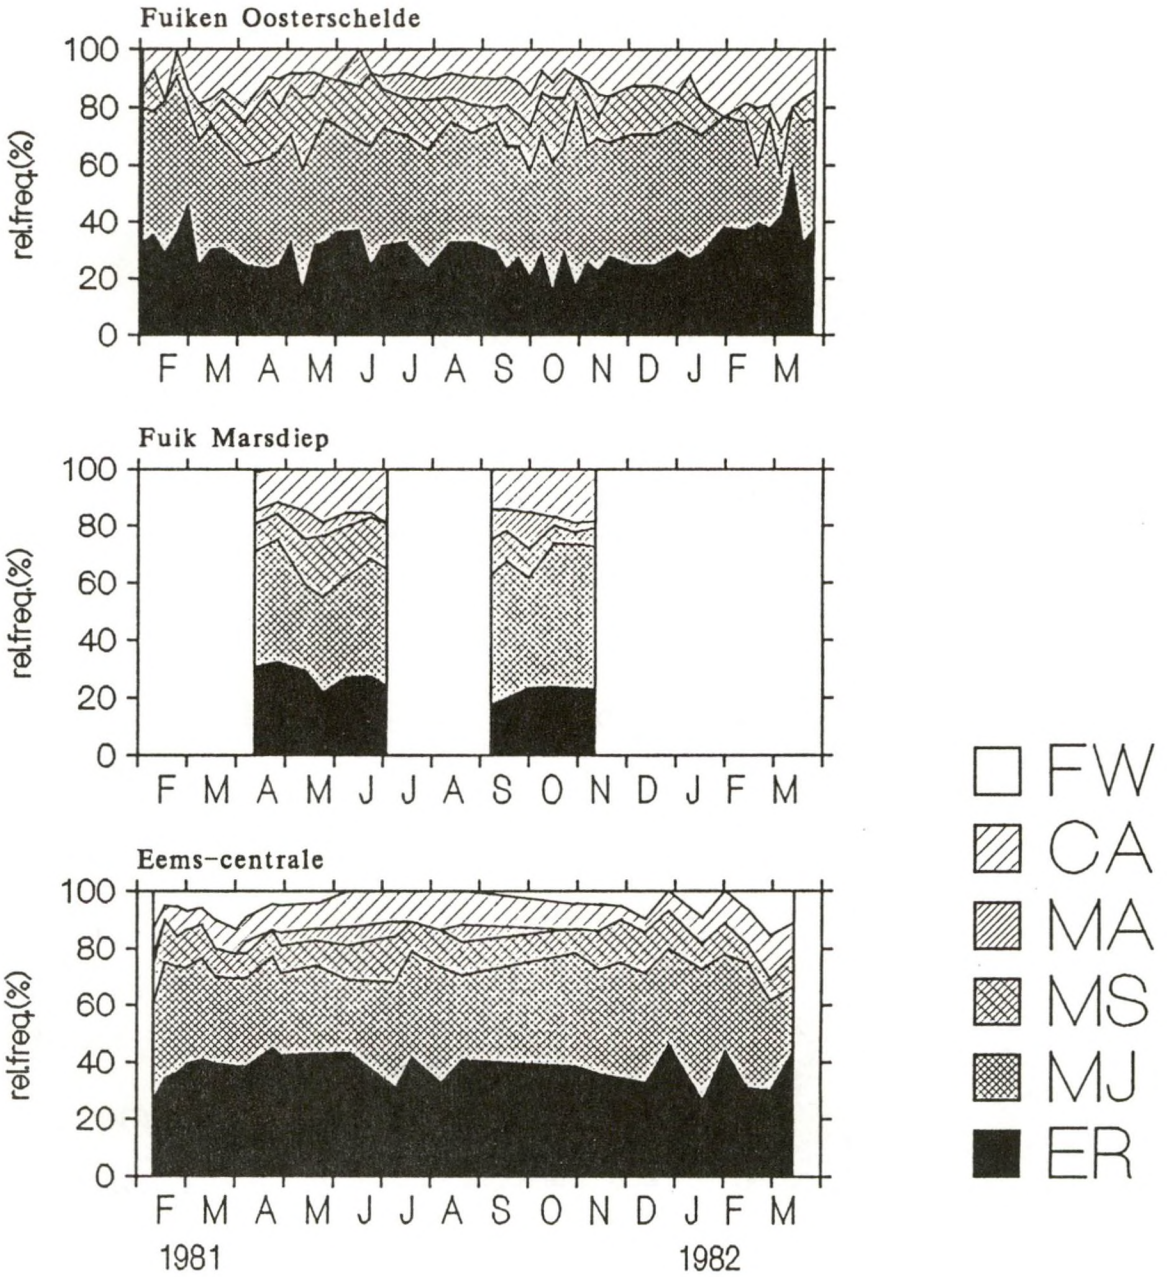 Fuiken Oosterschelde
rel.freq.(%)
100
80
60
40
20
0
F M A M J J A S O N D J F M
Fuik Marsdiep
rel.freq.(%)
100
80
60
40
20
0
F M A M J J A S O N D J F M
Eems-centrale
rel.freq.(%)
100
80
60
40
20
0
F M A M J J A S O N D J F M
1981 1982
FW
CA
MA
MS
MJ
ER